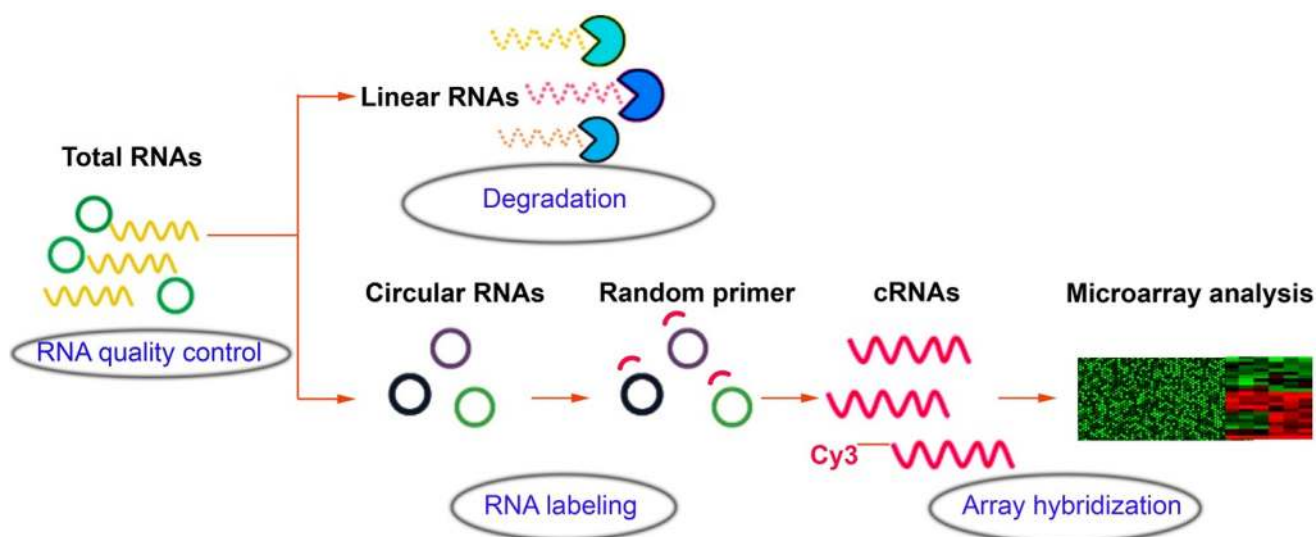 Linear RNAs
Total RNAs
Degradation
RNA quality control
Circular RNAs
Random primer
cRNAs
Microarray analysis
Cy3
RNA labeling
Array hybridization